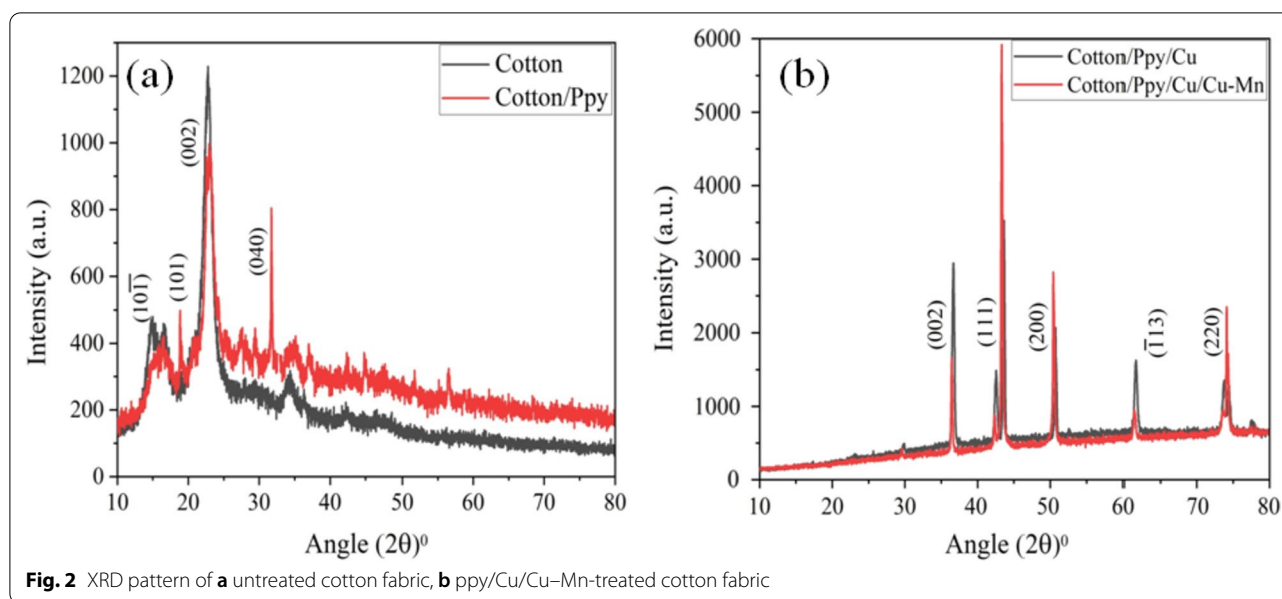 (a)
Cotton
Cotton/Ppy
1200
1000
800
600
400
200
0
Intensity (a.u.)
(101̅)
(101)
(002)
(040)
10 20 30 40 50 60 70 80
Angle (2θ)⁰
(b)
Cotton/Ppy/Cu
Cotton/Ppy/Cu/Cu-Mn
6000
5000
4000
3000
2000
1000
0
Intensity (a.u.)
(002)
(111)
(200)
(1̅13)
(220)
10 20 30 40 50 60 70 80
Angle (2θ)⁰
Fig. 2 XRD pattern of a untreated cotton fabric, b ppy/Cu/Cu–Mn-treated cotton fabric